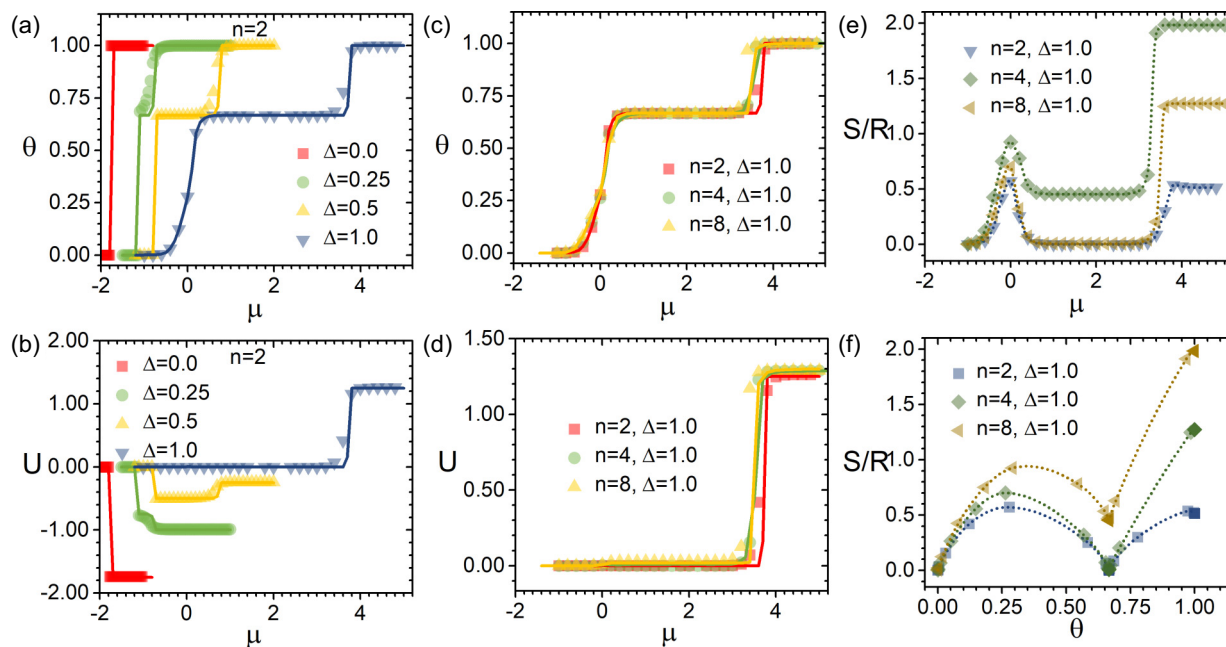 (a)
n=2
1.00
0.75
0.50
0.25
0.00
θ
Δ=0.0
Δ=0.25
Δ=0.5
Δ=1.0
-2
0
2
4
μ
(b)
n=2
2.00
1.00
0.00
-1.00
-2.00
U
Δ=0.0
Δ=0.25
Δ=0.5
Δ=1.0
-2
0
2
4
μ
(c)
1.00
0.75
0.50
0.25
0.00
θ
n=2, Δ=1.0
n=4, Δ=1.0
n=8, Δ=1.0
-2
0
2
4
μ
(d)
1.50
1.00
0.50
0.00
U
n=2, Δ=1.0
n=4, Δ=1.0
n=8, Δ=1.0
-2
0
2
4
μ
(e)
2.0
1.5
1.0
0.5
0.0
S/R
n=2, Δ=1.0
n=4, Δ=1.0
n=8, Δ=1.0
-2
0
2
4
μ
(f)
2.0
1.5
1.0
0.5
0.0
S/R
n=2, Δ=1.0
n=4, Δ=1.0
n=8, Δ=1.0
0.00
0.25
0.50
0.75
1.00
θ